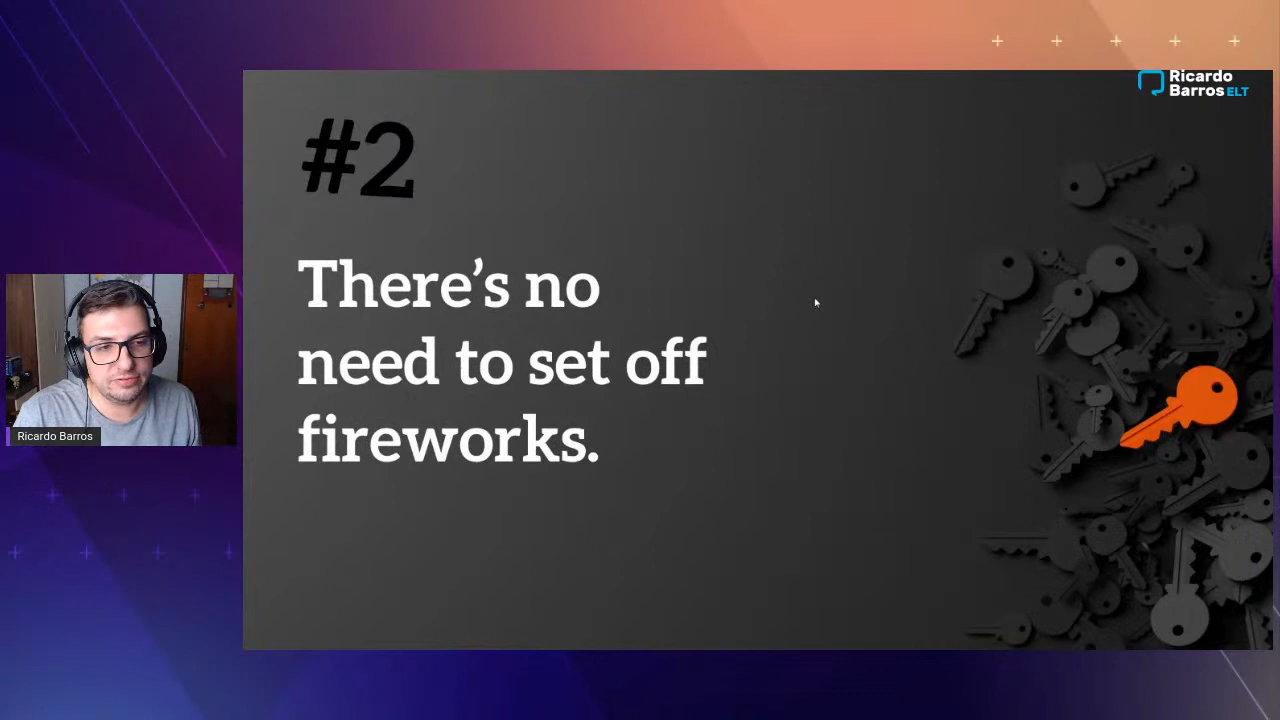 Ricardo
Barros ELT
#2
There's no
need to set off
fireworks.
Ricardo Barros